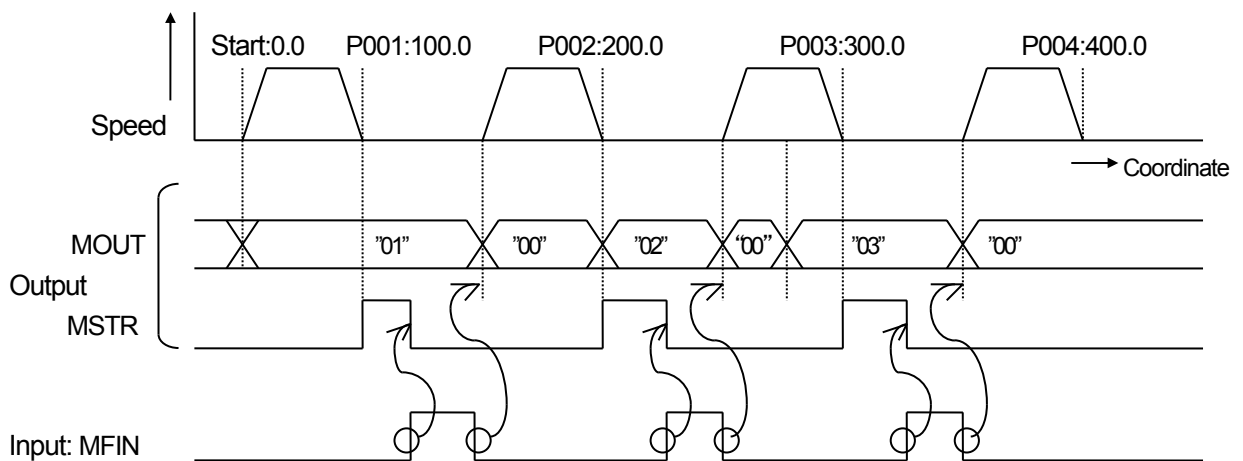 Start:0.0 P001:100.0 P002:200.0 P003:300.0 P004:400.0
Speed
Coordinate
MOUT ”01” ”00” ”02” “00” ”03” ”00”
Output
MSTR
Input: MFIN